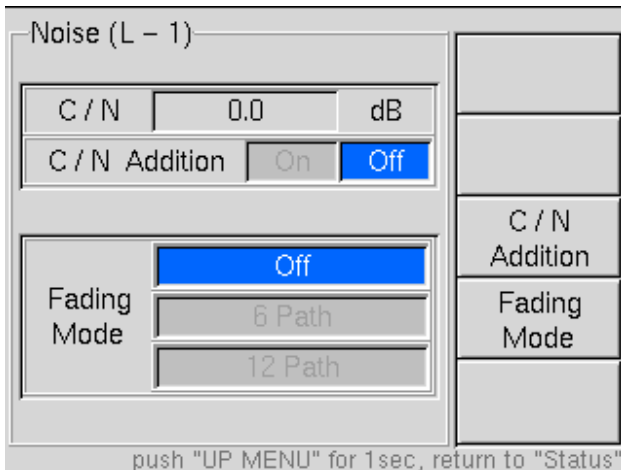 Noise (L – 1)
C / N 0.0 dB
C / N Addition On Off
Fading Mode
Off
6 Path
12 Path
C / N
Addition
Fading
Mode
push "UP MENU" for 1sec, return to "Status"